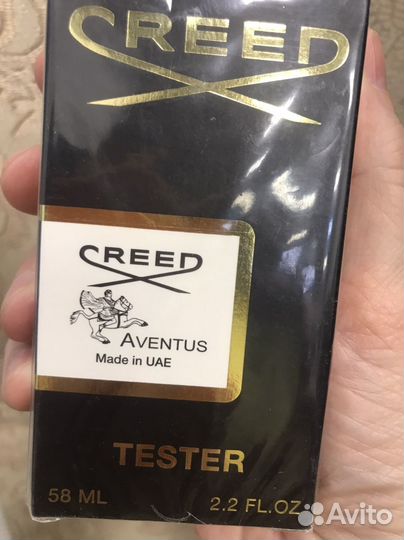 CREED
CREED
AVENTUS
Made in UAE
TESTER
58 ML 2.2 FL.OZ
Avito